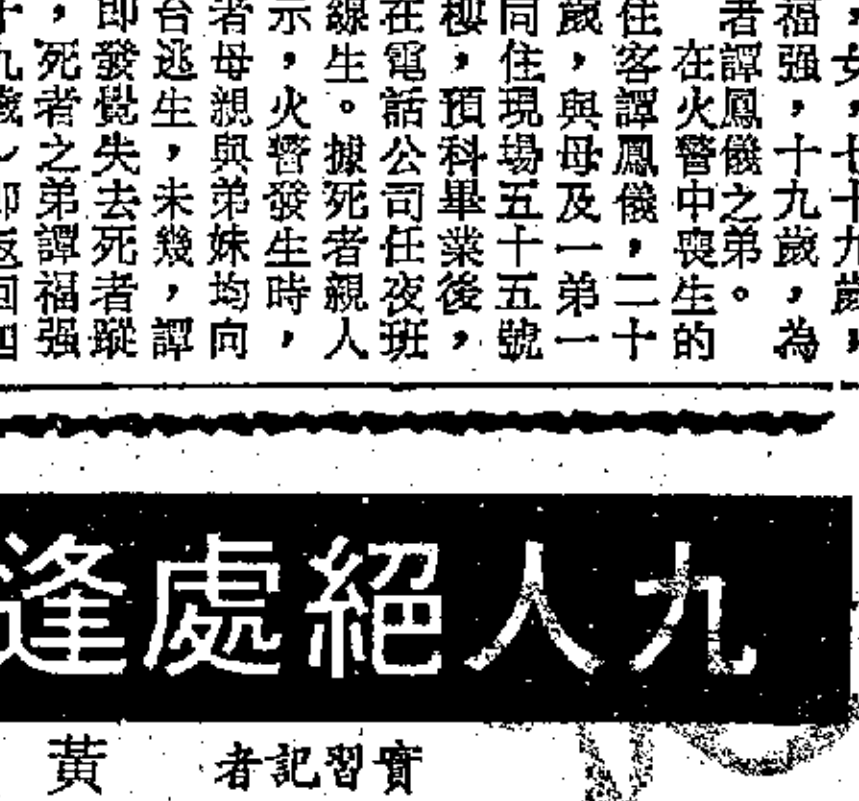 ，女，七十九歲，
福强，十九歲，為
者譚鳳儀之弟。
在火警中喪生的
住客譚鳳儀，二十
歲，與母及一弟一
同住現場五十五號
樓，預科畢業後，
在電話公司任夜班
線生。據死者親人
示，火警發生時，
者母親與弟妹均向
台逃生，未幾，譚
即發覺失去死者蹤
，死者之弟譚福强
九歲～即返回四
九人絕處逢
實習記者 黃